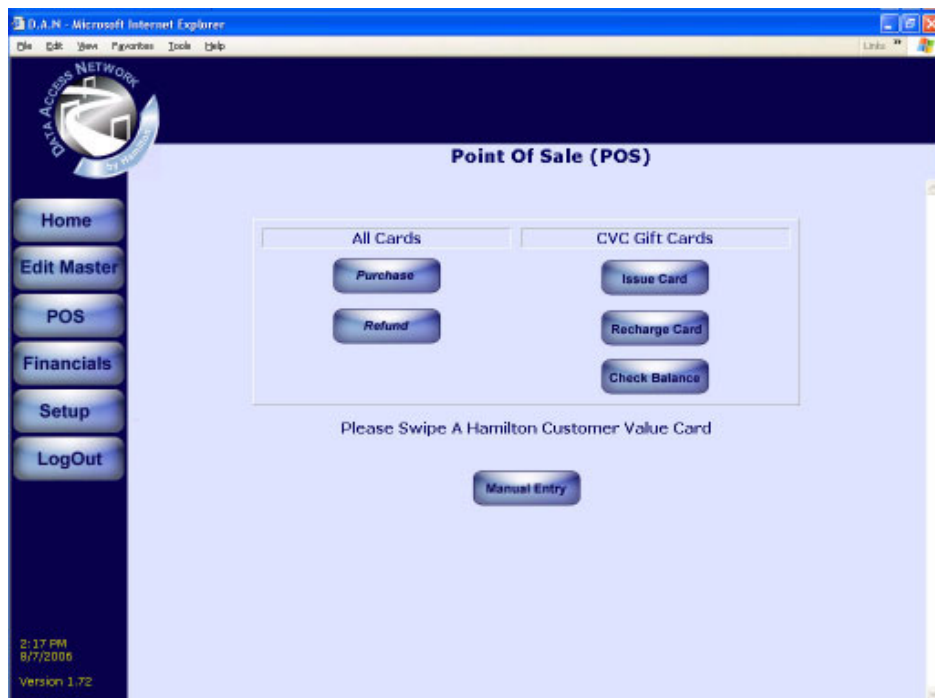 D.A.N - Microsoft Internet Explorer
File Edit View Favorites Tools Help
Links »
DATA ACCESS NETWORK
by Hamilton
Point Of Sale (POS)
Home
Edit Master
POS
Financials
Setup
LogOut
All Cards
CVC Gift Cards
Purchase
Issue Card
Refund
Recharge Card
Check Balance
Please Swipe A Hamilton Customer Value Card
Manual Entry
2:17 PM
8/7/2006
Version 1.72